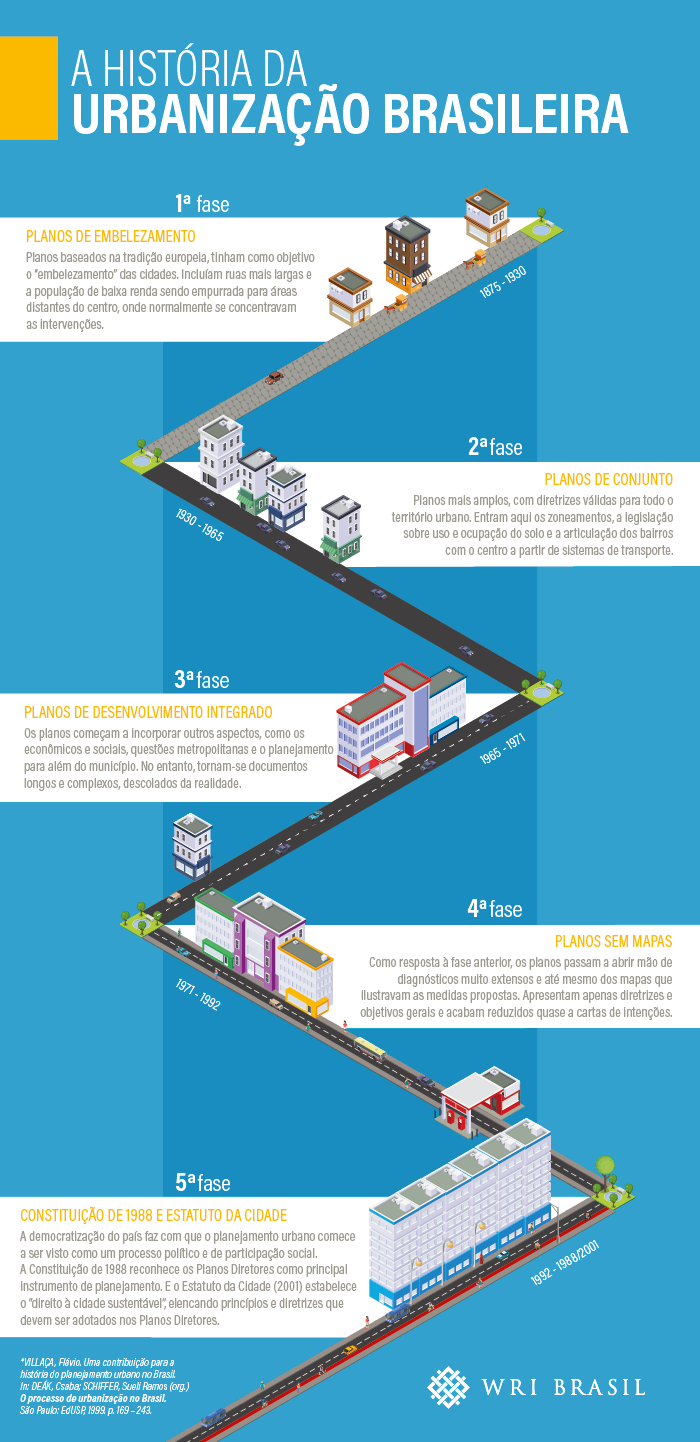 A HISTÓRIA DA
URBANIZAÇÃO BRASILEIRA
1ª fase
PLANOS DE EMBELEZAMENTO
Planos baseados na tradição europeia, tinham como objetivo
o “embelezamento” das cidades. Incluíam ruas mais largas e
a população de baixa renda sendo empurrada para áreas
distantes do centro, onde normalmente se concentravam
as intervenções.
1875 - 1930
2ª fase
PLANOS DE CONJUNTO
Planos mais amplos, com diretrizes válidas para todo o
território urbano. Entram aqui os zoneamentos, a legislação
sobre uso e ocupação do solo e a articulação dos bairros
com o centro a partir de sistemas de transporte.
1930 - 1965
3ª fase
PLANOS DE DESENVOLVIMENTO INTEGRADO
Os planos começam a incorporar outros aspectos, como os
econômicos e sociais, questões metropolitanas e o planejamento
para além do município. No entanto, tornam-se documentos
longos e complexos, descolados da realidade.
1965 - 1971
4ª fase
PLANOS SEM MAPAS
Como resposta à fase anterior, os planos passam a abrir mão de
diagnósticos muito extensos e até mesmo dos mapas que
ilustravam as medidas propostas. Apresentam apenas diretrizes e
objetivos gerais e acabam reduzidos quase a cartas de intenções.
1971 - 1992
5ª fase
CONSTITUIÇÃO DE 1988 E ESTATUTO DA CIDADE
A democratização do país faz com que o planejamento urbano comece
a ser visto como um processo político e de participação social.
A Constituição de 1988 reconhece os Planos Diretores como principal
instrumento de planejamento. E o Estatuto da Cidade (2001) estabelece
o “direito à cidade sustentável”, elencando princípios e diretrizes que
devem ser adotados nos Planos Diretores.
1992 - 1988/2001
*VILLAÇA, Flávio. Uma contribuição para a
história do planejamento urbano no Brasil.
In: DEÁK, Csaba; SCHIFFER, Sueli Ramos (org.)
O processo de urbanização no Brasil.
São Paulo: EdUSP, 1999. p. 169 – 243.
WRI BRASIL